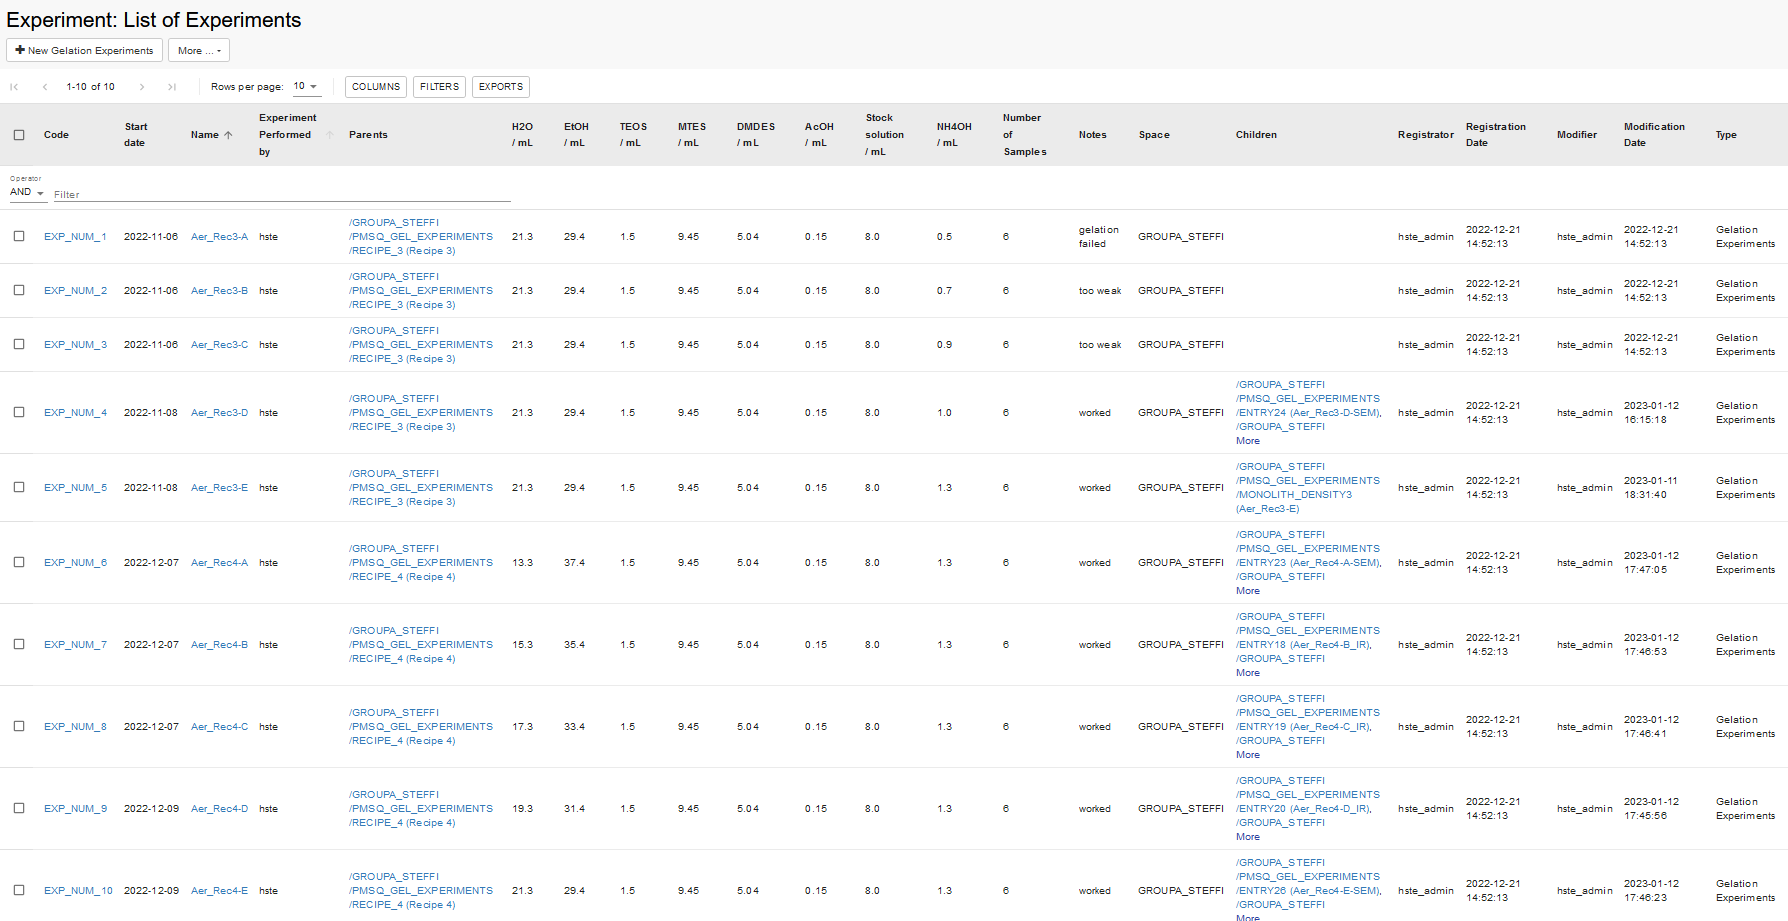 Experiment: List of Experiments
New Gelation Experiments More ...
1-10 of 10 Rows per page: 10 COLUMNS FILTERS EXPORTS
Code Start date Name Experiment Performed by Parents H2O / mL EtOH / mL TEOS / mL MTES / mL DMDES / mL AcOH / mL Stock solution / mL NH4OH / mL Number of Samples Notes Space Children Registrator Registration Date Modifier Modification Date Type
Operator
AND Filter
EXP_NUM_1 2022-11-06 Aer_Rec3-A hste /GROUPA_STEFFI /PMSQ_GEL_EXPERIMENTS /RECIPE_3 (Recipe 3) 21.3 29.4 1.5 9.45 5.04 0.15 8.0 0.5 6 gelation failed GROUPA_STEFFI hste_admin 2022-12-21 14:52:13 hste_admin 2022-12-21 14:52:13 Gelation Experiments
EXP_NUM_2 2022-11-06 Aer_Rec3-B hste /GROUPA_STEFFI /PMSQ_GEL_EXPERIMENTS /RECIPE_3 (Recipe 3) 21.3 29.4 1.5 9.45 5.04 0.15 8.0 0.7 6 too weak GROUPA_STEFFI hste_admin 2022-12-21 14:52:13 hste_admin 2022-12-21 14:52:13 Gelation Experiments
EXP_NUM_3 2022-11-06 Aer_Rec3-C hste /GROUPA_STEFFI /PMSQ_GEL_EXPERIMENTS /RECIPE_3 (Recipe 3) 21.3 29.4 1.5 9.45 5.04 0.15 8.0 0.9 6 too weak GROUPA_STEFFI hste_admin 2022-12-21 14:52:13 hste_admin 2022-12-21 14:52:13 Gelation Experiments
EXP_NUM_4 2022-11-08 Aer_Rec3-D hste /GROUPA_STEFFI /PMSQ_GEL_EXPERIMENTS /RECIPE_3 (Recipe 3) 21.3 29.4 1.5 9.45 5.04 0.15 8.0 1.0 6 worked GROUPA_STEFFI /GROUPA_STEFFI /PMSQ_GEL_EXPERIMENTS /ENTRY24 (Aer_Rec3-D-SEM), /GROUPA_STEFFI More hste_admin 2022-12-21 14:52:13 hste_admin 2023-01-12 16:15:18 Gelation Experiments
EXP_NUM_5 2022-11-08 Aer_Rec3-E hste /GROUPA_STEFFI /PMSQ_GEL_EXPERIMENTS /RECIPE_3 (Recipe 3) 21.3 29.4 1.5 9.45 5.04 0.15 8.0 1.3 6 worked GROUPA_STEFFI /GROUPA_STEFFI /PMSQ_GEL_EXPERIMENTS /MONOLITH_DENSITY3 (Aer_Rec3-E) hste_admin 2022-12-21 14:52:13 hste_admin 2023-01-11 18:31:40 Gelation Experiments
EXP_NUM_6 2022-12-07 Aer_Rec4-A hste /GROUPA_STEFFI /PMSQ_GEL_EXPERIMENTS /RECIPE_4 (Recipe 4) 13.3 37.4 1.5 9.45 5.04 0.15 8.0 1.3 6 worked GROUPA_STEFFI /GROUPA_STEFFI /PMSQ_GEL_EXPERIMENTS /ENTRY23 (Aer_Rec4-A-SEM), /GROUPA_STEFFI More hste_admin 2022-12-21 14:52:13 hste_admin 2023-01-12 17:47:05 Gelation Experiments
EXP_NUM_7 2022-12-07 Aer_Rec4-B hste /GROUPA_STEFFI /PMSQ_GEL_EXPERIMENTS /RECIPE_4 (Recipe 4) 15.3 35.4 1.5 9.45 5.04 0.15 8.0 1.3 6 worked GROUPA_STEFFI /GROUPA_STEFFI /PMSQ_GEL_EXPERIMENTS /ENTRY18 (Aer_Rec4-B_IR), /GROUPA_STEFFI More hste_admin 2022-12-21 14:52:13 hste_admin 2023-01-12 17:46:53 Gelation Experiments
EXP_NUM_8 2022-12-07 Aer_Rec4-C hste /GROUPA_STEFFI /PMSQ_GEL_EXPERIMENTS /RECIPE_4 (Recipe 4) 17.3 33.4 1.5 9.45 5.04 0.15 8.0 1.3 6 worked GROUPA_STEFFI /GROUPA_STEFFI /PMSQ_GEL_EXPERIMENTS /ENTRY19 (Aer_Rec4-C_IR), /GROUPA_STEFFI More hste_admin 2022-12-21 14:52:13 hste_admin 2023-01-12 17:46:41 Gelation Experiments
EXP_NUM_9 2022-12-09 Aer_Rec4-D hste /GROUPA_STEFFI /PMSQ_GEL_EXPERIMENTS /RECIPE_4 (Recipe 4) 19.3 31.4 1.5 9.45 5.04 0.15 8.0 1.3 6 worked GROUPA_STEFFI /GROUPA_STEFFI /PMSQ_GEL_EXPERIMENTS /ENTRY20 (Aer_Rec4-D_IR), /GROUPA_STEFFI More hste_admin 2022-12-21 14:52:13 hste_admin 2023-01-12 17:45:56 Gelation Experiments
EXP_NUM_10 2022-12-09 Aer_Rec4-E hste /GROUPA_STEFFI /PMSQ_GEL_EXPERIMENTS /RECIPE_4 (Recipe 4) 21.3 29.4 1.5 9.45 5.04 0.15 8.0 1.3 6 worked GROUPA_STEFFI /GROUPA_STEFFI /PMSQ_GEL_EXPERIMENTS /ENTRY26 (Aer_Rec4-E-SEM), /GROUPA_STEFFI More hste_admin 2022-12-21 14:52:13 hste_admin 2023-01-12 17:46:23 Gelation Experiments